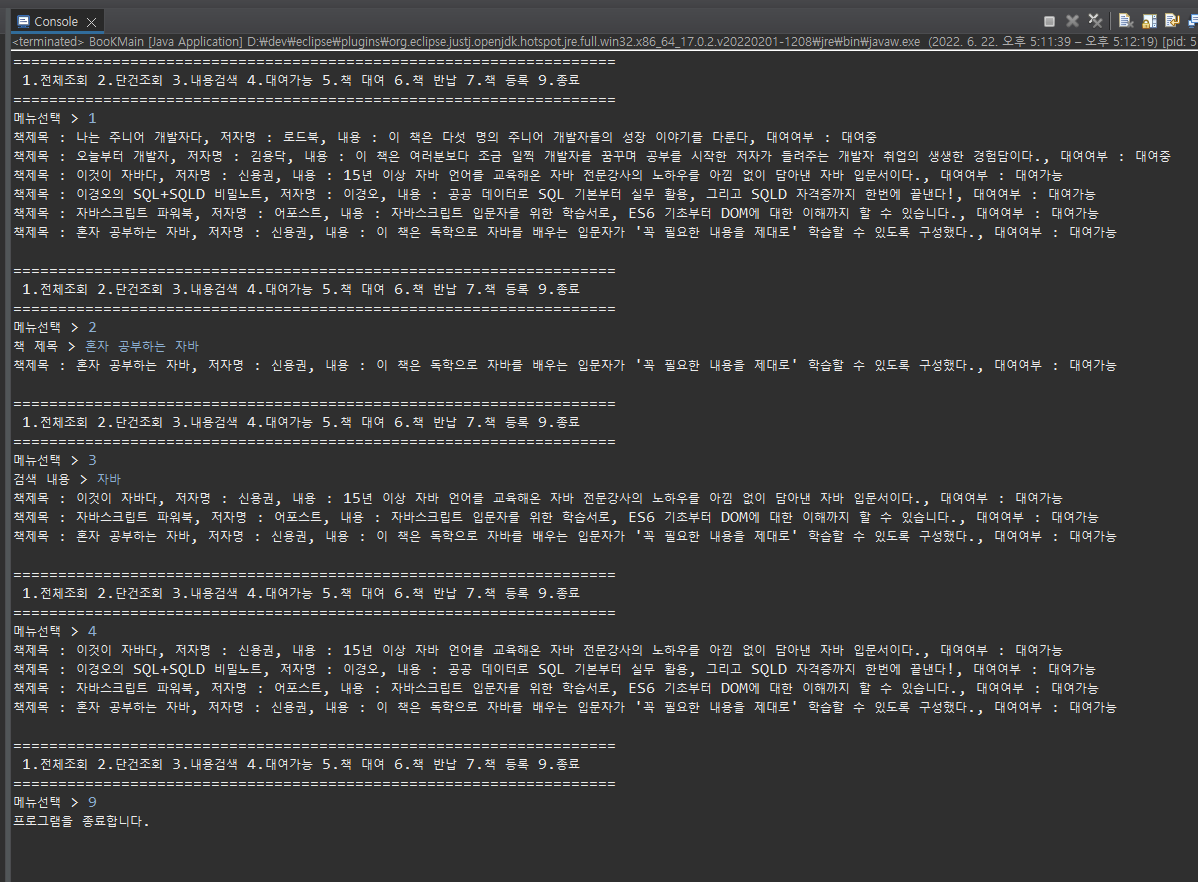 Console
<terminated> BooKMain [Java Application] D:₩dev₩eclipse₩plugins₩org.eclipse.justj.openjdk.hotspot.jre.full.win32.x86_64_17.0.2.v20220201-1208₩jre₩bin₩javaw.exe (2022. 6. 22. 오후 5:11:39 – 오후 5:12:19) [pid: 5
===================================================================
1.전체조회 2.단건조회 3.내용검색 4.대여가능 5.책 대여 6.책 반납 7.책 등록 9.종료
===================================================================
메뉴선택 > 1
책제목 : 나는 주니어 개발자다, 저자명 : 로드북, 내용 : 이 책은 다섯 명의 주니어 개발자들의 성장 이야기를 다룬다, 대여여부 : 대여중
책제목 : 오늘부터 개발자, 저자명 : 김용닥, 내용 : 이 책은 여러분보다 조금 일찍 개발자를 꿈꾸며 공부를 시작한 저자가 들려주는 개발자 취업의 생생한 경험담이다., 대여여부 : 대여중
책제목 : 이것이 자바다, 저자명 : 신용권, 내용 : 15년 이상 자바 언어를 교육해온 자바 전문강사의 노하우를 아낌 없이 담아낸 자바 입문서이다., 대여여부 : 대여가능
책제목 : 이경오의 SQL+SQLD 비밀노트, 저자명 : 이경오, 내용 : 공공 데이터로 SQL 기본부터 실무 활용, 그리고 SQLD 자격증까지 한번에 끝낸다!, 대여여부 : 대여가능
책제목 : 자바스크립트 파워북, 저자명 : 어포스트, 내용 : 자바스크립트 입문자를 위한 학습서로, ES6 기초부터 DOM에 대한 이해까지 할 수 있습니다., 대여여부 : 대여가능
책제목 : 혼자 공부하는 자바, 저자명 : 신용권, 내용 : 이 책은 독학으로 자바를 배우는 입문자가 '꼭 필요한 내용을 제대로' 학습할 수 있도록 구성했다., 대여여부 : 대여가능
===================================================================
1.전체조회 2.단건조회 3.내용검색 4.대여가능 5.책 대여 6.책 반납 7.책 등록 9.종료
===================================================================
메뉴선택 > 2
책 제목 > 혼자 공부하는 자바
책제목 : 혼자 공부하는 자바, 저자명 : 신용권, 내용 : 이 책은 독학으로 자바를 배우는 입문자가 '꼭 필요한 내용을 제대로' 학습할 수 있도록 구성했다., 대여여부 : 대여가능
===================================================================
1.전체조회 2.단건조회 3.내용검색 4.대여가능 5.책 대여 6.책 반납 7.책 등록 9.종료
===================================================================
메뉴선택 > 3
검색 내용 > 자바
책제목 : 이것이 자바다, 저자명 : 신용권, 내용 : 15년 이상 자바 언어를 교육해온 자바 전문강사의 노하우를 아낌 없이 담아낸 자바 입문서이다., 대여여부 : 대여가능
책제목 : 자바스크립트 파워북, 저자명 : 어포스트, 내용 : 자바스크립트 입문자를 위한 학습서로, ES6 기초부터 DOM에 대한 이해까지 할 수 있습니다., 대여여부 : 대여가능
책제목 : 혼자 공부하는 자바, 저자명 : 신용권, 내용 : 이 책은 독학으로 자바를 배우는 입문자가 '꼭 필요한 내용을 제대로' 학습할 수 있도록 구성했다., 대여여부 : 대여가능
===================================================================
1.전체조회 2.단건조회 3.내용검색 4.대여가능 5.책 대여 6.책 반납 7.책 등록 9.종료
===================================================================
메뉴선택 > 4
책제목 : 이것이 자바다, 저자명 : 신용권, 내용 : 15년 이상 자바 언어를 교육해온 자바 전문강사의 노하우를 아낌 없이 담아낸 자바 입문서이다., 대여여부 : 대여가능
책제목 : 이경오의 SQL+SQLD 비밀노트, 저자명 : 이경오, 내용 : 공공 데이터로 SQL 기본부터 실무 활용, 그리고 SQLD 자격증까지 한번에 끝낸다!, 대여여부 : 대여가능
책제목 : 자바스크립트 파워북, 저자명 : 어포스트, 내용 : 자바스크립트 입문자를 위한 학습서로, ES6 기초부터 DOM에 대한 이해까지 할 수 있습니다., 대여여부 : 대여가능
책제목 : 혼자 공부하는 자바, 저자명 : 신용권, 내용 : 이 책은 독학으로 자바를 배우는 입문자가 '꼭 필요한 내용을 제대로' 학습할 수 있도록 구성했다., 대여여부 : 대여가능
===================================================================
1.전체조회 2.단건조회 3.내용검색 4.대여가능 5.책 대여 6.책 반납 7.책 등록 9.종료
===================================================================
메뉴선택 > 9
프로그램을 종료합니다.